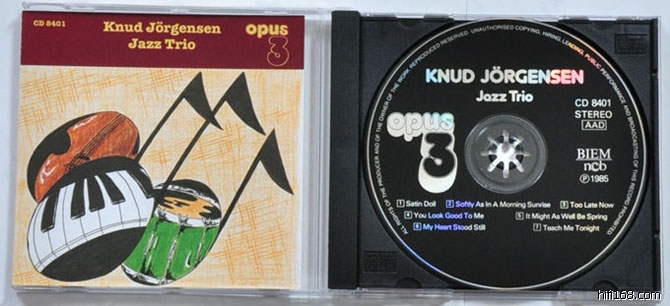 CD 8401
Knud Jörgensen
Jazz Trio
opus
3
ALL RIGHTS OF THE PRODUCER AND OF THE OWNER OF THE WORK REPRODUCED RESERVED. UNAUTHORISED COPYING, HIRING, LENDING, PUBLIC PERFORMANCE AND BROADCASTING OF THIS RECORD PROHIBITED.
KNUD JÖRGENSEN
Jazz Trio
opus
3
CD 8401
STEREO
AAD
BIEM
ncb
℗ 1985
1 Satin Doll 2 Softly As In A Morning Sunrise 3 Too Late Now
4 You Look Good To Me 5 It Might As Well Be Spring
6 My Heart Stood Still 7 Teach Me Tonight
hifi168.com